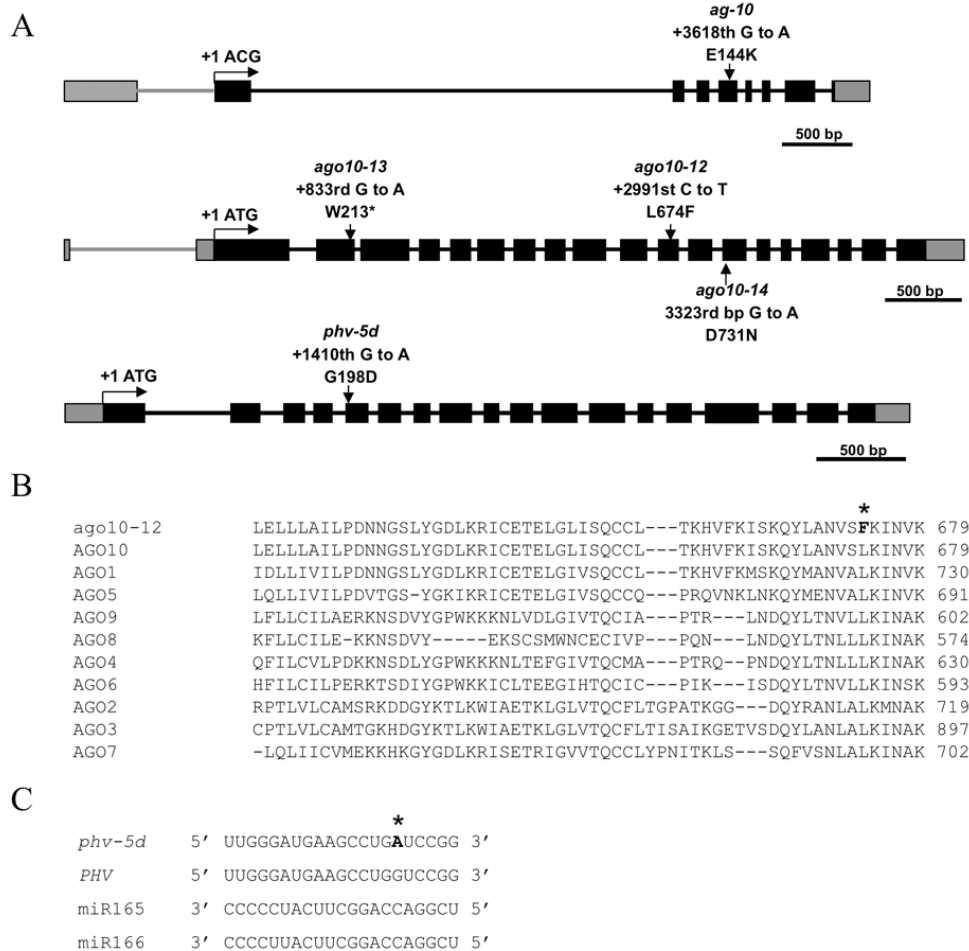 A
ag-10
+3618th G to A
E144K
+1 ACG
500 bp
ago10-13
+833rd G to A
W213*
ago10-12
+2991st C to T
L674F
+1 ATG
ago10-14
3323rd bp G to A
D731N
500 bp
phv-5d
+1410th G to A
G198D
+1 ATG
500 bp
B
*
ago10-12 LELLLAILPDNNGSLYGDLKRICETELGLISQCCL---TKHVFKISKQYLANVSFKINVK 679
AGO10 LELLLAILPDNNGSLYGDLKRICETELGLISQCCL---TKHVFKISKQYLANVSLKINVK 679
AGO1 IDLLIVILPDNNGSLYGDLKRICETELGIVSQCCL---TKHVFKMSKQYMANVALKINVK 730
AGO5 LQLLIVILPDVTGS-YGKIKRICETELGIVSQCCQ---PRQVNKLNKQYMENVALKINVK 691
AGO9 LFLLCILAERKNSDVYGPWKKKNLVDLGIVTQCIA---PTR---LNDQYLTNVLLKINAK 602
AGO8 KFLLCILE-KKNSDVY-----EKSCSMWNCECIVP---PQN---LNDQYLTNLLLKINAK 574
AGO4 QFILCVLPDKKNSDLYGPWKKKNLTEFGIVTQCMA---PTRQ--PNDQYLTNLLLKINAK 630
AGO6 HFILCILPERKTSDIYGPWKKICLTEEGIHTQCIC---PIK---ISDQYLTNVLLKINSK 593
AGO2 RPTLVLCAMSRKDDGYKTLKWIAETKLGLVTQCFLTGPATKGG--DQYRANLALKMNAK 719
AGO3 CPTLVLCAMTGKHDGYKTLKWIAETKLGLVTQCFLTISAIKGETVSDQYLANLALKINAK 897
AGO7 -LQLIICVMEKKHKGYGDLKRISETRIGVVTQCCLYPNITKLSS---SQFVSNLALKINAK 702
C
*
phv-5d 5′ UUGGGAUGAAGCCUGAUCCGG 3′
PHV 5′ UUGGGAUGAAGCCUGGUCCGG 3′
miR165 3′ CCCCCUACUUCGGACCAGGCU 5′
miR166 3′ CCCCUUACUUCGGACCAGGCU 5′